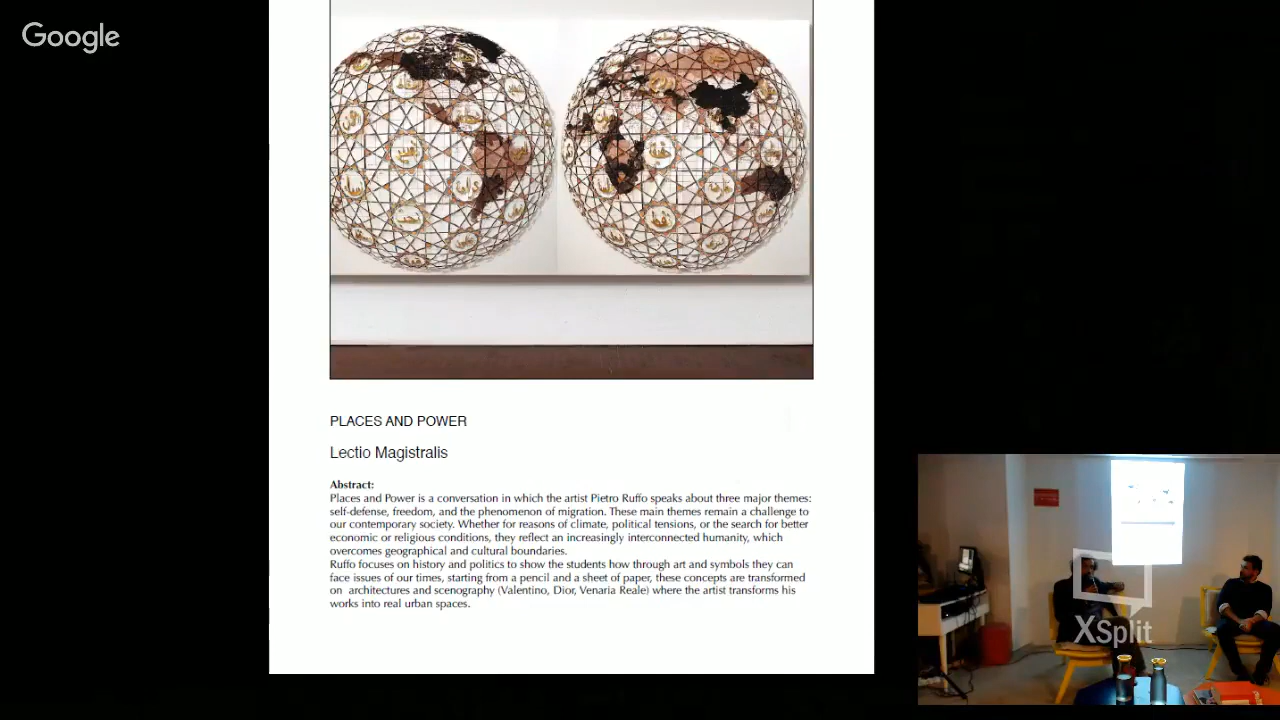 Google
PLACES AND POWER
Lectio Magistralis
Abstract:
Places and Power is a conversation in which the artist Pietro Ruffo speaks about three major themes:
self-defense, freedom, and the phenomenon of migration. These main themes remain a challenge to
our contemporary society. Whether for reasons of climate, political tensions, or the search for better
economic or religious conditions, they reflect an increasingly interconnected humanity, which
overcomes geographical and cultural boundaries.
Ruffo focuses on history and politics to show the students how through art and symbols they can
face issues of our times, starting from a pencil and a sheet of paper, these concepts are transformed
on architectures and scenography (Valentino, Dior, Venaria Reale) where the artist transforms his
works into real urban spaces.
XSplit